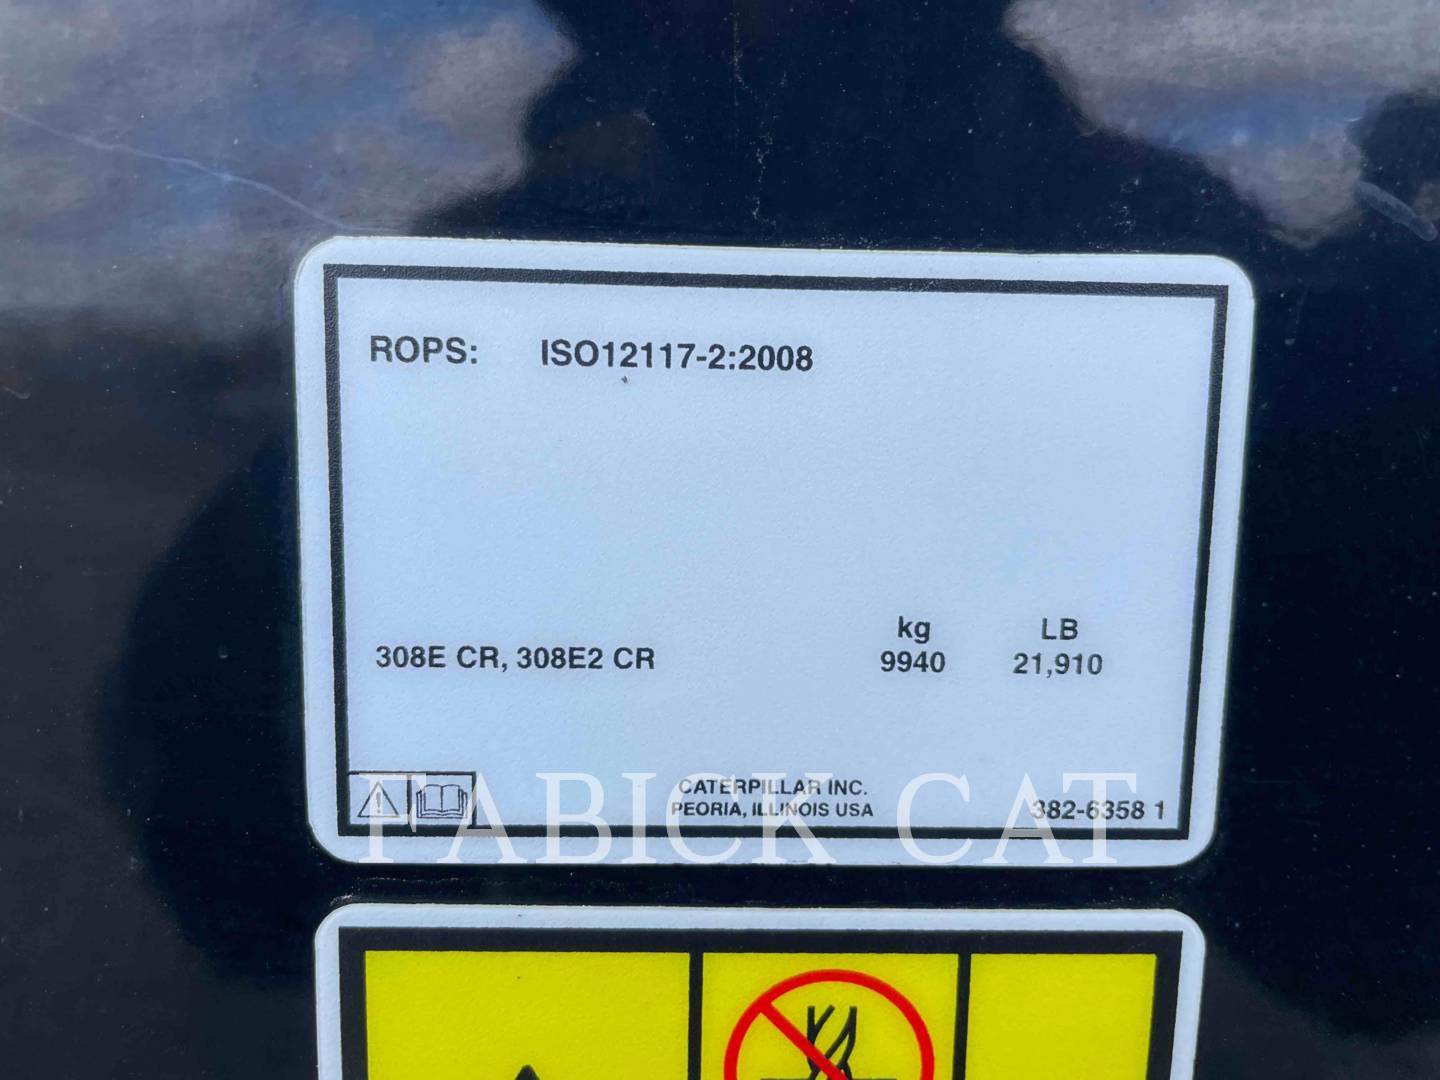 ROPS: ISO12117-2:2008
kg LB
308E CR, 308E2 CR 9940 21,910
CATERPILLAR INC.
PEORIA, ILLINOIS USA
382-6358 1
FABICK CAT